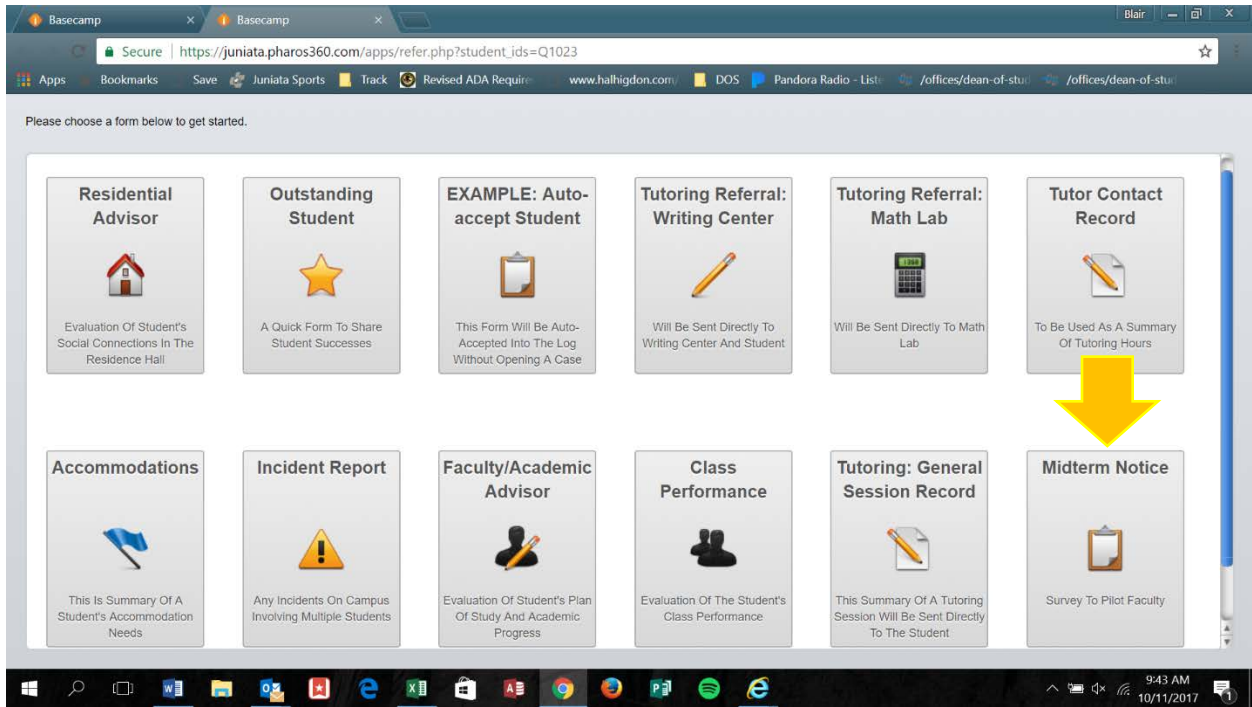 Basecamp
Basecamp
Blair
Secure
https://juniata.pharos360.com/apps/refer.php?student_ids=Q1023
Apps Bookmarks Save Juniata Sports Track Revised ADA Require www.halhigdon.com/ DOS Pandora Radio - Liste /offices/dean-of-stud /offices/dean-of-stud
Please choose a form below to get started.
Residential
Advisor
Evaluation Of Student's
Social Connections In The
Residence Hall
Outstanding
Student
A Quick Form To Share
Student Successes
EXAMPLE: Auto-
accept Student
This Form Will Be Auto-
Accepted Into The Log
Without Opening A Case
Tutoring Referral:
Writing Center
Will Be Sent Directly To
Writing Center And Student
Tutoring Referral:
Math Lab
Will Be Sent Directly To Math
Lab
Tutor Contact
Record
To Be Used As A Summary
Of Tutoring Hours
Accommodations
This Is Summary Of A
Student's Accommodation
Needs
Incident Report
Any Incidents On Campus
Involving Multiple Students
Faculty/Academic
Advisor
Evaluation Of Student's Plan
Of Study And Academic
Progress
Class
Performance
Evaluation Of The Student's
Class Performance
Tutoring: General
Session Record
This Summary Of A Tutoring
Session Will Be Sent Directly
To The Student
Midterm Notice
Survey To Pilot Faculty
9:43 AM
10/11/2017
1